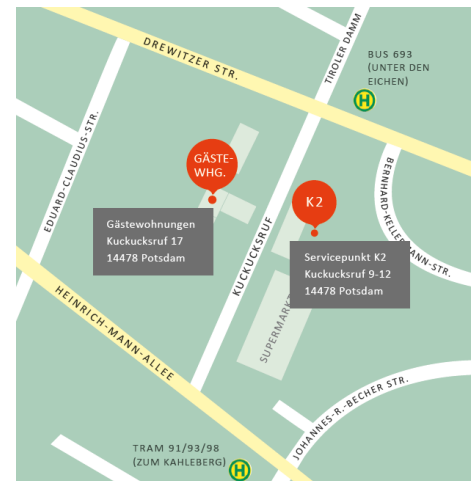 DREWITZER STR.
TIROLER DAMM
BUS 693
(UNTER DEN
EICHEN)
H
EDUARD-CLAUDIUS-STR.
GÄSTE-
WHG.
K2
BERNHARD-KELLERMANN-STR.
Gästewohnungen
Kuckucksruf 17
14478 Potsdam
KUCKUCKSRUF
Servicepunkt K2
Kuckucksruf 9-12
14478 Potsdam
HEINRICH-MANN-ALLEE
SUPERMARKT
JOHANNES-R.-BECHER STR.
TRAM 91/93/98
(ZUM KAHLEBERG)
H